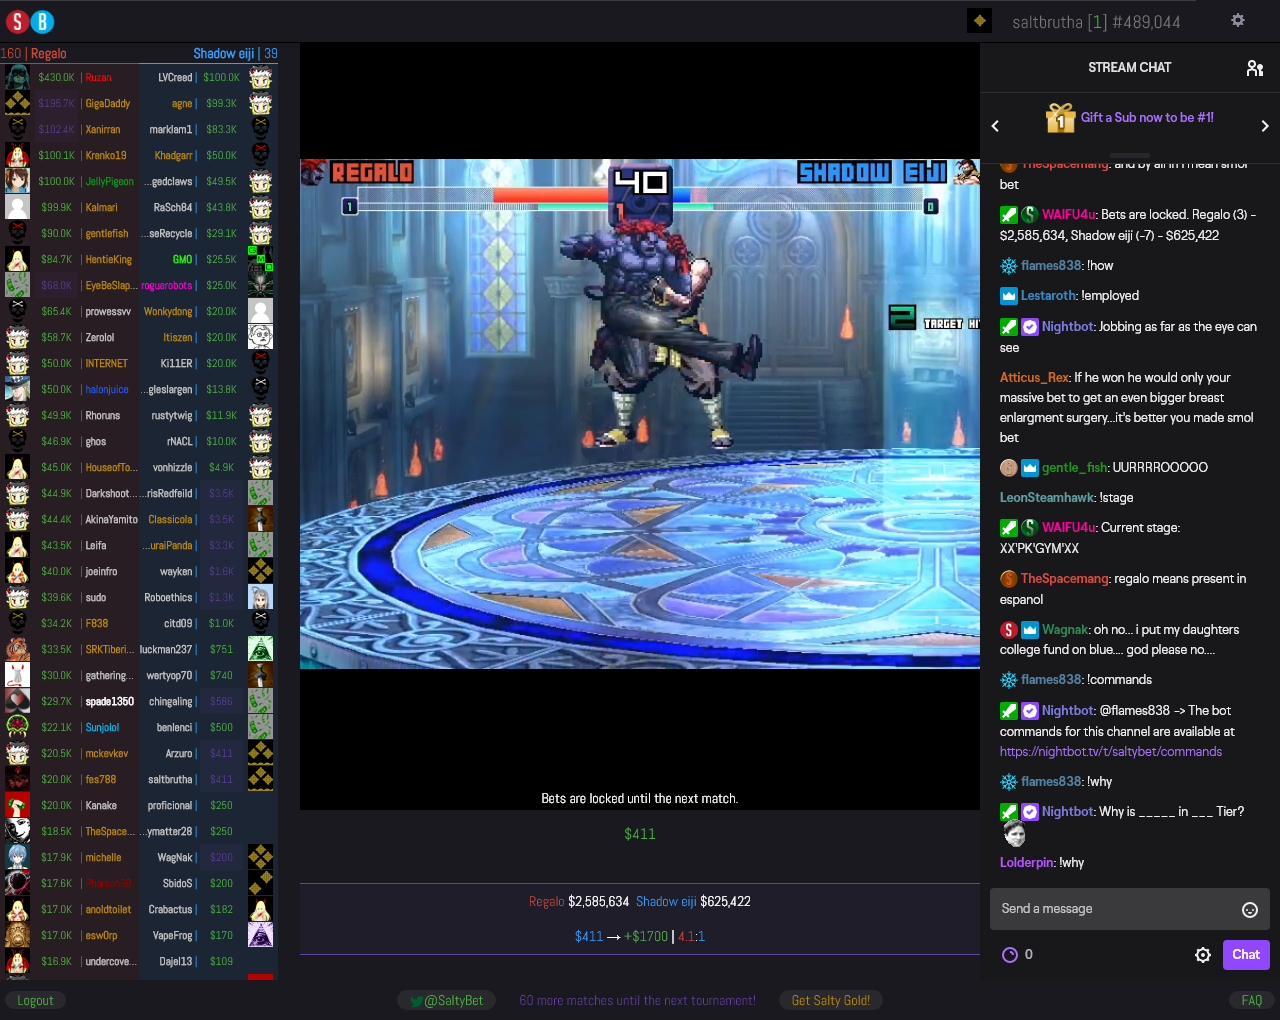 S B
saltbrutha [1] #489,044
160 | Regalo Shadow eiji | 39
$430.0K | Ruzan LVCreed | $100.0K
$195.7K | GigaDaddy agne | $99.3K
$102.4K | Xanirran marklam1 | $83.3K
$100.1K | Krenko19 Khadgarr | $50.0K
$100.0K | JellyPigeon ...gedclaws | $49.5K
$99.9K | Kalmari RaSch84 | $43.8K
$90.0K | gentlefish ...seRecycle | $29.1K
$84.7K | HentieKing GMO | $25.5K
$68.0K | EyeBeSlap... roguerobots | $25.0K
$65.4K | prowessvv Wonkydong | $20.0K
$58.7K | Zerolol Itiszen | $20.0K
$50.0K | INTERNET Ki11ER | $20.0K
$50.0K | halonjuice ...gleslargen | $13.8K
$49.9K | Rhoruns rustytwig | $11.9K
$46.9K | ghos rNACL | $10.0K
$45.0K | HouseofTo... vonhizzle | $4.9K
$44.9K | Darkshoot... ...risRedfeild | $3.5K
$44.4K | AkinaYamito Classicola | $3.5K
$43.5K | Leifa ...uraiPanda | $3.3K
$40.0K | joeinfro wayken | $1.6K
$39.6K | sudo Roboethics | $1.3K
$34.2K | F838 citd09 | $1.0K
$33.5K | SRKTiberi... luckman237 | $751
$30.0K | gathering... wertyop70 | $740
$29.7K | spade1350 chingaling | $566
$22.1K | Sunjolol benlenci | $500
$20.5K | mckevkev Arzuro | $411
$20.0K | fes788 saltbrutha | $411
$20.0K | Kanake proficional | $250
$18.5K | TheSpace... ...ymatter28 | $250
$17.9K | michelle WagNak | $200
$17.6K | SbidoS | $200
$17.0K | anoldtoilet Crabactus | $182
$17.0K | esw0rp VapeFrog | $170
$16.9K | undercove... Dajel13 | $109
REGALO 40 SHADOW EIJI
1 1 0
2 TARGET HI
Bets are locked until the next match.
$411
Regalo $2,585,634 Shadow eiji $625,422
$411 → +$1700 | 4.1:1
STREAM CHAT
1 Gift a Sub now to be #1!
TheSpacemang: and by all in i mean smol
bet
WAIFU4u: Bets are locked. Regalo (3) -
$2,585,634, Shadow eiji (-7) - $625,422
flames838: !how
Lestaroth: !employed
Nightbot: Jobbing as far as the eye can
see
Atticus_Rex: If he won he would only your
massive bet to get an even bigger breast
enlargment surgery...it's better you made smol
bet
gentle_fish: UURRRROOOOO
LeonSteamhawk: !stage
WAIFU4u: Current stage:
XX'PK'GYM'XX
TheSpacemang: regalo means present in
espanol
Wagnak: oh no... i put my daughters
college fund on blue.... god please no....
flames838: !commands
Nightbot: @flames838 -> The bot
commands for this channel are available at
https://nightbot.tv/t/saltybet/commands
flames838: !why
Nightbot: Why is _____ in ___ Tier?
Lolderpin: !why
Send a message
0 Chat
Logout @SaltyBet 60 more matches until the next tournament! Get Salty Gold! FAQ